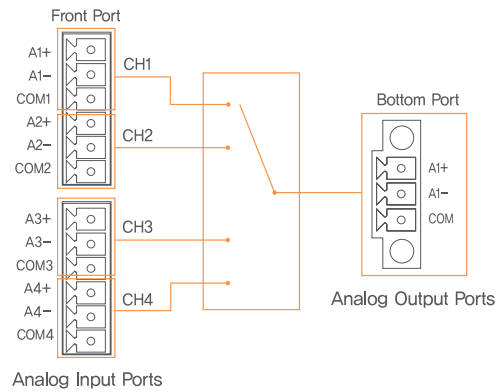 Front Port
A1+
A1−
COM1
CH1
A2+
A2−
COM2
CH2
A3+
A3−
COM3
CH3
A4+
A4−
COM4
CH4
Analog Input Ports
Bottom Port
A1+
A1−
COM
Analog Output Ports